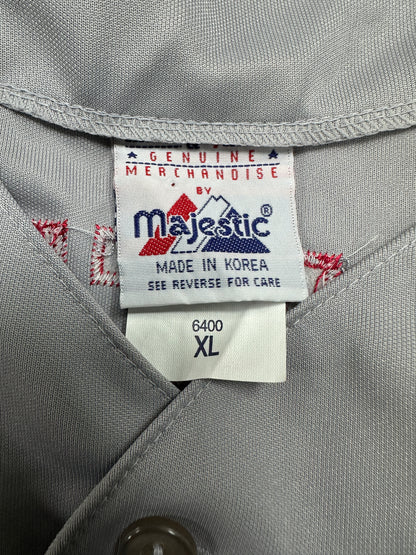 ★ GENUINE ★
MERCHANDISE
BY
Majestic®
MADE IN KOREA
SEE REVERSE FOR CARE
6400
XL